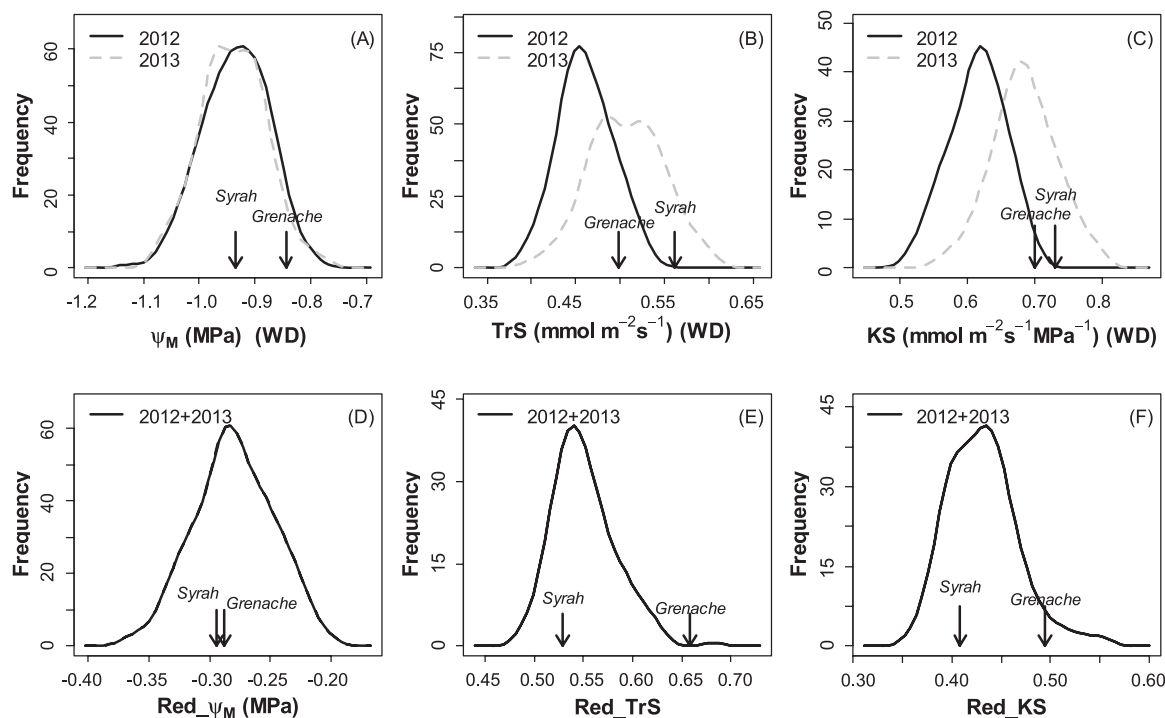 2012
2013
(A)
Frequency
60
40
20
0
Syrah
Grenache
-1.2 -1.1 -1.0 -0.9 -0.8 -0.7
ψM (MPa) (WD)
2012
2013
(B)
Frequency
75
50
25
0
Grenache
Syrah
0.35 0.45 0.55 0.65
TrS (mmol m−2s−1) (WD)
2012
2013
(C)
Frequency
50
40
30
20
10
0
Syrah
Grenache
0.5 0.6 0.70 0.8
KS (mmol m−2s−1MPa−1) (WD)
2012+2013
(D)
Frequency
60
40
20
0
Syrah
Grenache
-0.40 -0.30 -0.20
Red_ψM (MPa)
2012+2013
(E)
Frequency
45
30
15
0
Syrah
Grenache
0.45 0.50 0.55 0.60 0.65 0.70
Red_TrS
2012+2013
(F)
Frequency
45
30
15
0
Syrah
Grenache
0.30 0.40 0.50 0.60
Red_KS